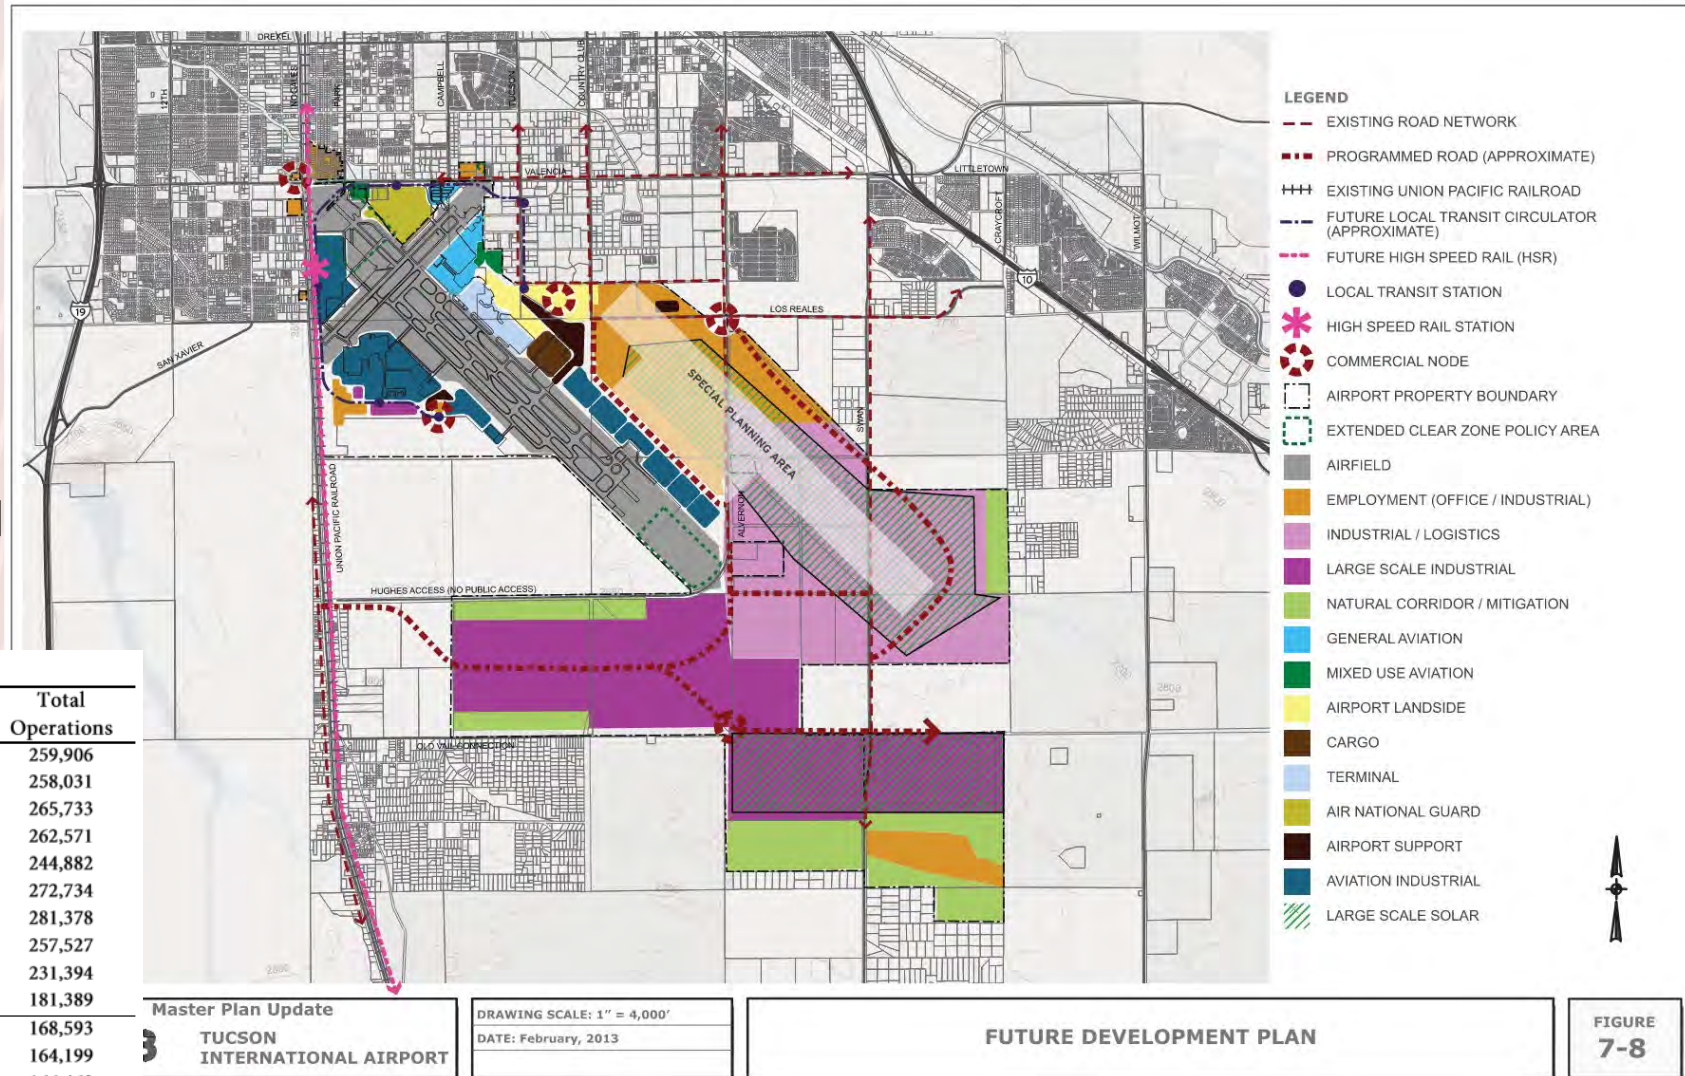 DREXEL
12TH
NOGALES
PARK
CAMPBELL
TUCSON
COUNTRY CLUB
VALENCIA
LITTLETOWN
CRAYCROFT
WILMOT
10
19
LOS REALES
SAN XAVIER
SWAN
SPECIAL PLANNING AREA
ALVERNON
UNION PACIFIC RAILROAD
HUGHES ACCESS (NO PUBLIC ACCESS)
OLD VAIL CONNECTION
2800
2800
LEGEND
EXISTING ROAD NETWORK
PROGRAMMED ROAD (APPROXIMATE)
EXISTING UNION PACIFIC RAILROAD
FUTURE LOCAL TRANSIT CIRCULATOR
(APPROXIMATE)
FUTURE HIGH SPEED RAIL (HSR)
LOCAL TRANSIT STATION
HIGH SPEED RAIL STATION
COMMERCIAL NODE
AIRPORT PROPERTY BOUNDARY
EXTENDED CLEAR ZONE POLICY AREA
AIRFIELD
EMPLOYMENT (OFFICE / INDUSTRIAL)
INDUSTRIAL / LOGISTICS
LARGE SCALE INDUSTRIAL
NATURAL CORRIDOR / MITIGATION
GENERAL AVIATION
MIXED USE AVIATION
AIRPORT LANDSIDE
CARGO
TERMINAL
AIR NATIONAL GUARD
AIRPORT SUPPORT
AVIATION INDUSTRIAL
LARGE SCALE SOLAR
Total
Operations
259,906
258,031
265,733
262,571
244,882
272,734
281,378
257,527
231,394
181,389
168,593
164,199
Master Plan Update
TUCSON
INTERNATIONAL AIRPORT
DRAWING SCALE: 1" = 4,000'
DATE: February, 2013
FUTURE DEVELOPMENT PLAN
FIGURE
7-8